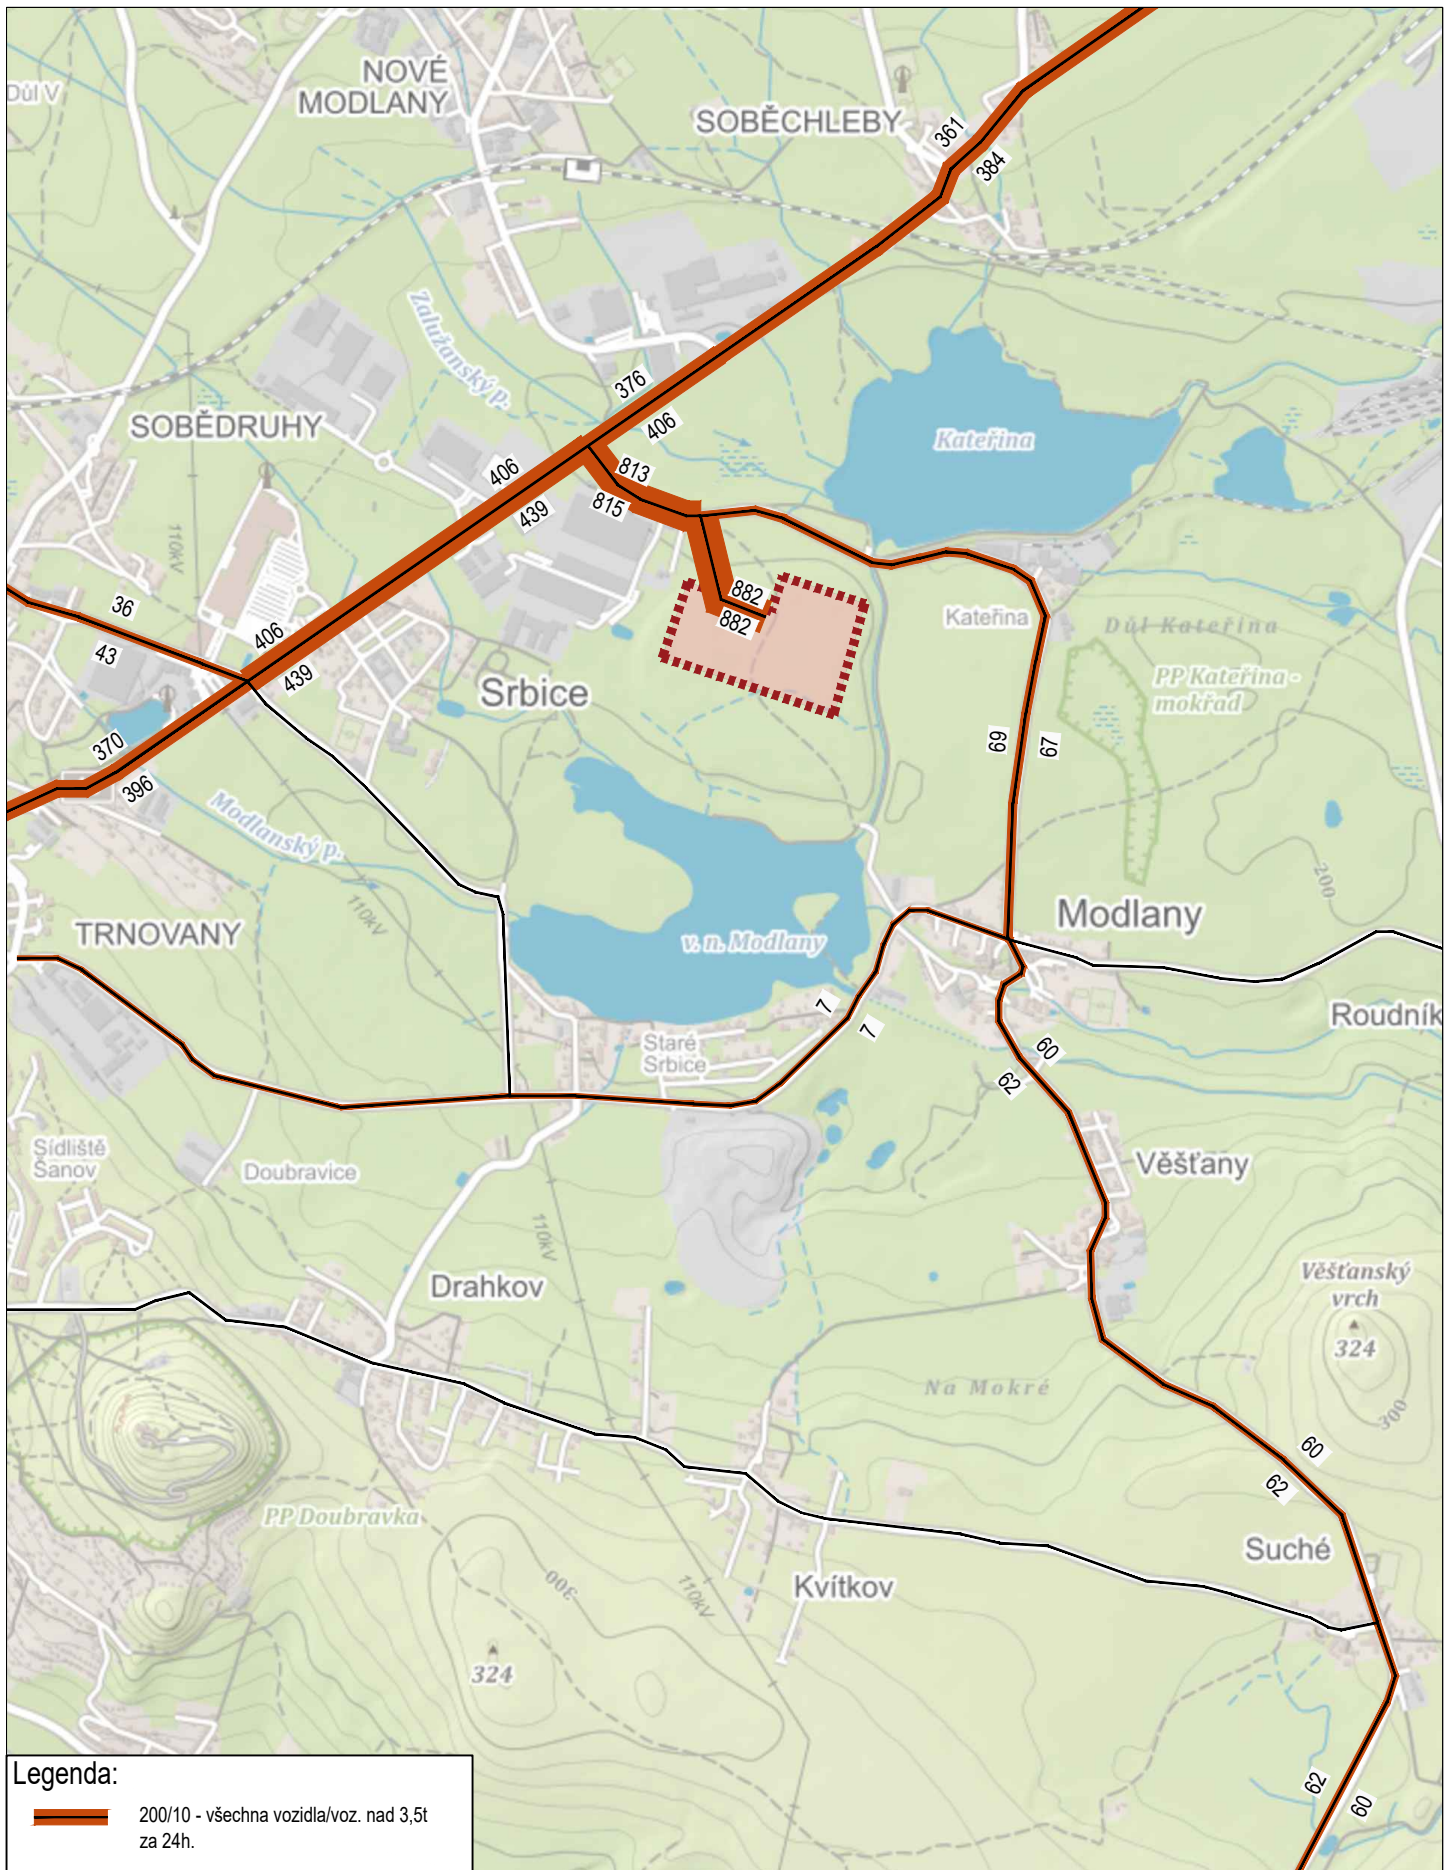 NOVÉ
MODLANY
Důl V
SOBĚCHLEBY
361
384
Zalužanský p.
376
406
SOBĚDRUHY
Kateřina
406
439
813
815
110kV
882
882
36
43
406
439
Kateřina
Důl Kateřina
PP Kateřina -
mokřad
Srbice
69
67
370
396
Modlanský p.
200
110kV
TRNOVANY
v. n. Modlany
Modlany
Roudník
7
7
Staré
Srbice
60
62
Sídliště
Šanov
Doubravice
Věšťany
110kV
Drahkov
Věšťanský
vrch
324
Na Mokré
300
60
62
PP Doubravka
Suché
300
110kV
Kvítkov
324
62
60
Legenda:
200/10 - všechna vozidla/voz. nad 3,5t
za 24h.